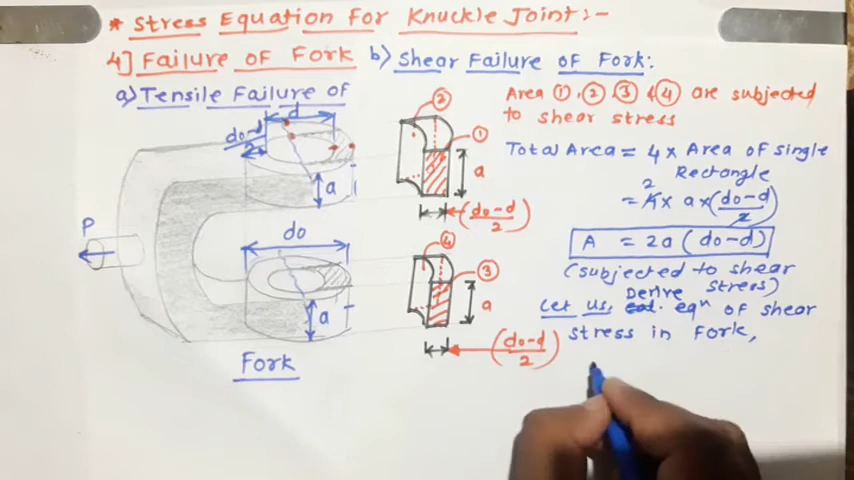 * Stress Equation For Knuckle Joint:-
4] Failure of Fork
b) Shear Failure of Fork:
a) Tensile Failure of
d
do-d
2
a
P
do
a
Fork
②
①
a
(do-d/2)
④
③
a
(do-d/2)
Area ①, ② ③ & ④ are subjected
to shear stress
Total Area = 4 x Area of single
Rectangle
2
= 4 x a x (do-d/2)
A = 2a (do-d)
(subjected to shear
stress)
Let Us, Derive eqⁿ of shear
stress in Fork,